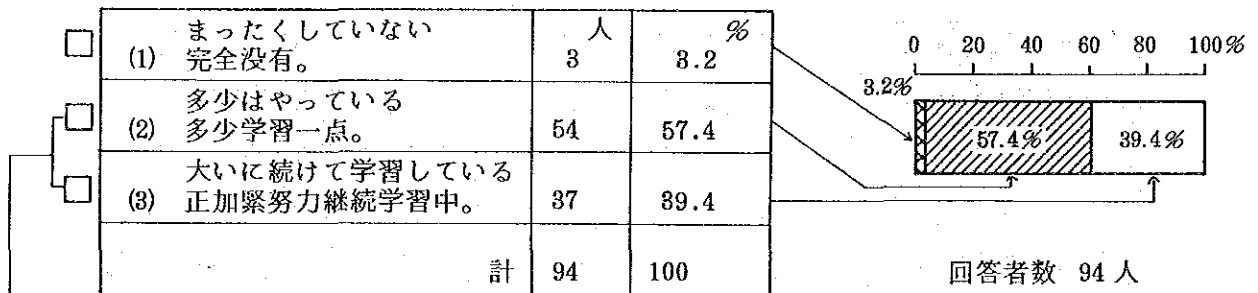 まったくしていない 人 %
(1) 完全没有。 3 3.2
多少はやっている
(2) 多少学習一点。 54 57.4
大いに続けて学習している
(3) 正加緊努力継続学習中。 37 39.4
計 94 100
0 20 40 60 80 100%
3.2%
57.4% 39.4%
回答者数 94人